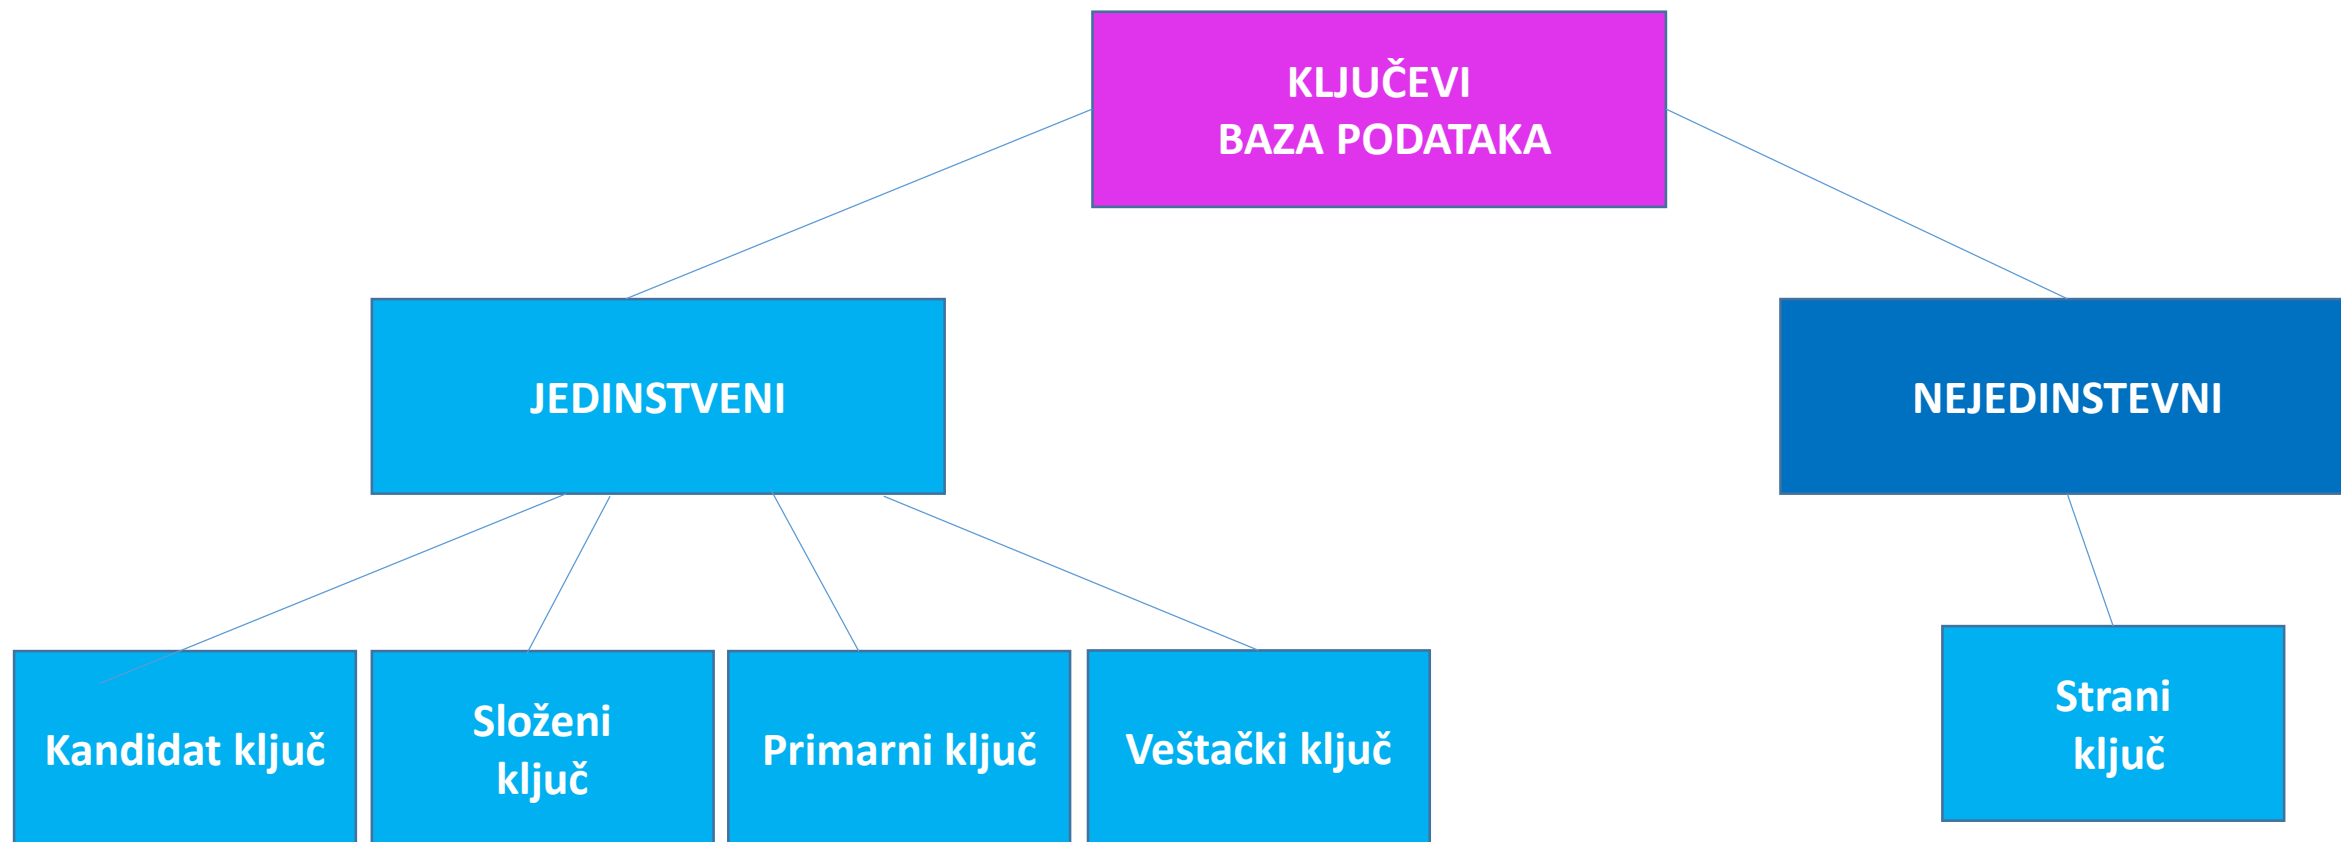 KLJUČEVI
BAZA PODATAKA
JEDINSTVENI
NEJEDINSTEVNI
Kandidat ključ
Složeni
ključ
Primarni ključ
Veštački ključ
Strani
ključ